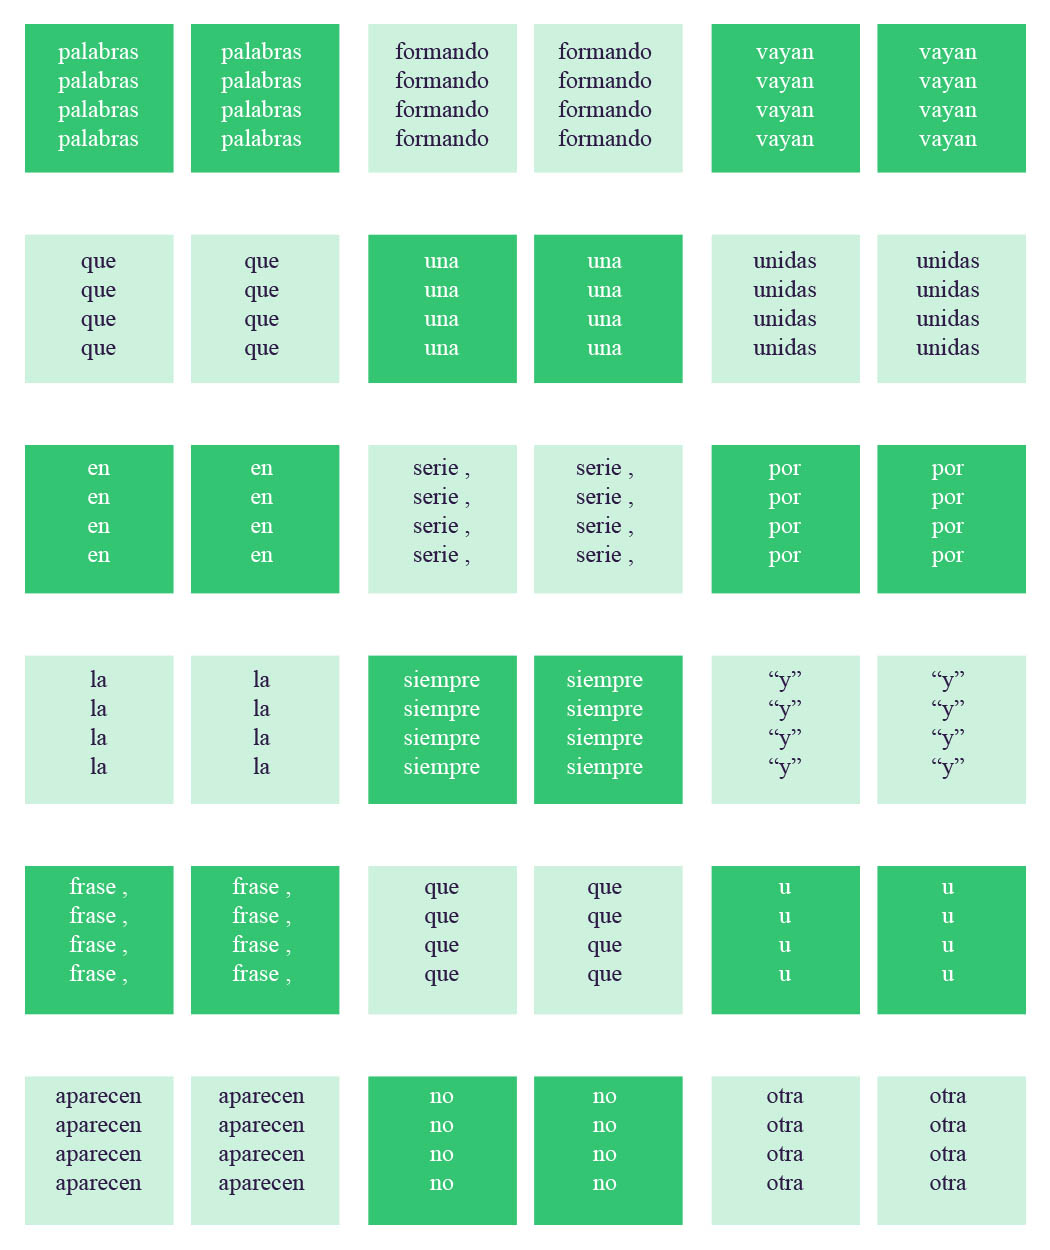 palabras palabras formando formando vayan vayan
palabras palabras formando formando vayan vayan
palabras palabras formando formando vayan vayan
palabras palabras formando formando vayan vayan
que que una una unidas unidas
que que una una unidas unidas
que que una una unidas unidas
que que una una unidas unidas
en en serie , serie , por por
en en serie , serie , por por
en en serie , serie , por por
en en serie , serie , por por
la la siempre siempre “y” “y”
la la siempre siempre “y” “y”
la la siempre siempre “y” “y”
la la siempre siempre “y” “y”
frase , frase , que que u u
frase , frase , que que u u
frase , frase , que que u u
frase , frase , que que u u
aparecen aparecen no no otra otra
aparecen aparecen no no otra otra
aparecen aparecen no no otra otra
aparecen aparecen no no otra otra